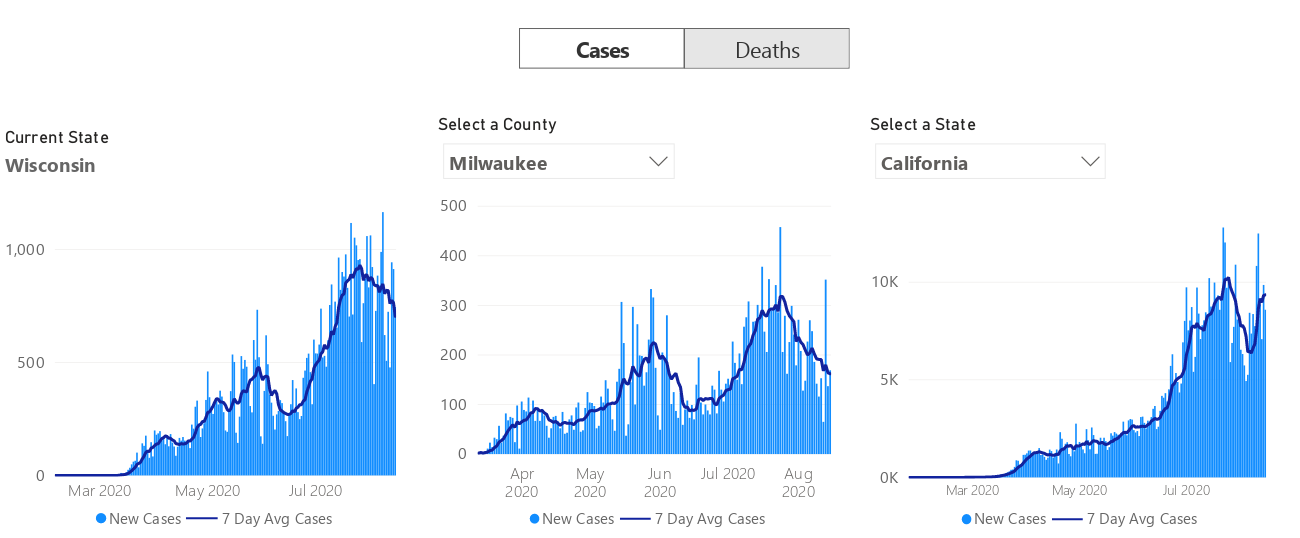 Cases
Deaths
Current State
Wisconsin
1,000
500
0
Mar 2020
May 2020
Jul 2020
New Cases
7 Day Avg Cases
Select a County
Milwaukee
500
400
300
200
100
0
Apr
2020
May
2020
Jun
2020
Jul 2020
Aug
2020
New Cases
7 Day Avg Cases
Select a State
California
10K
5K
0K
Mar 2020
May 2020
Jul 2020
New Cases
7 Day Avg Cases